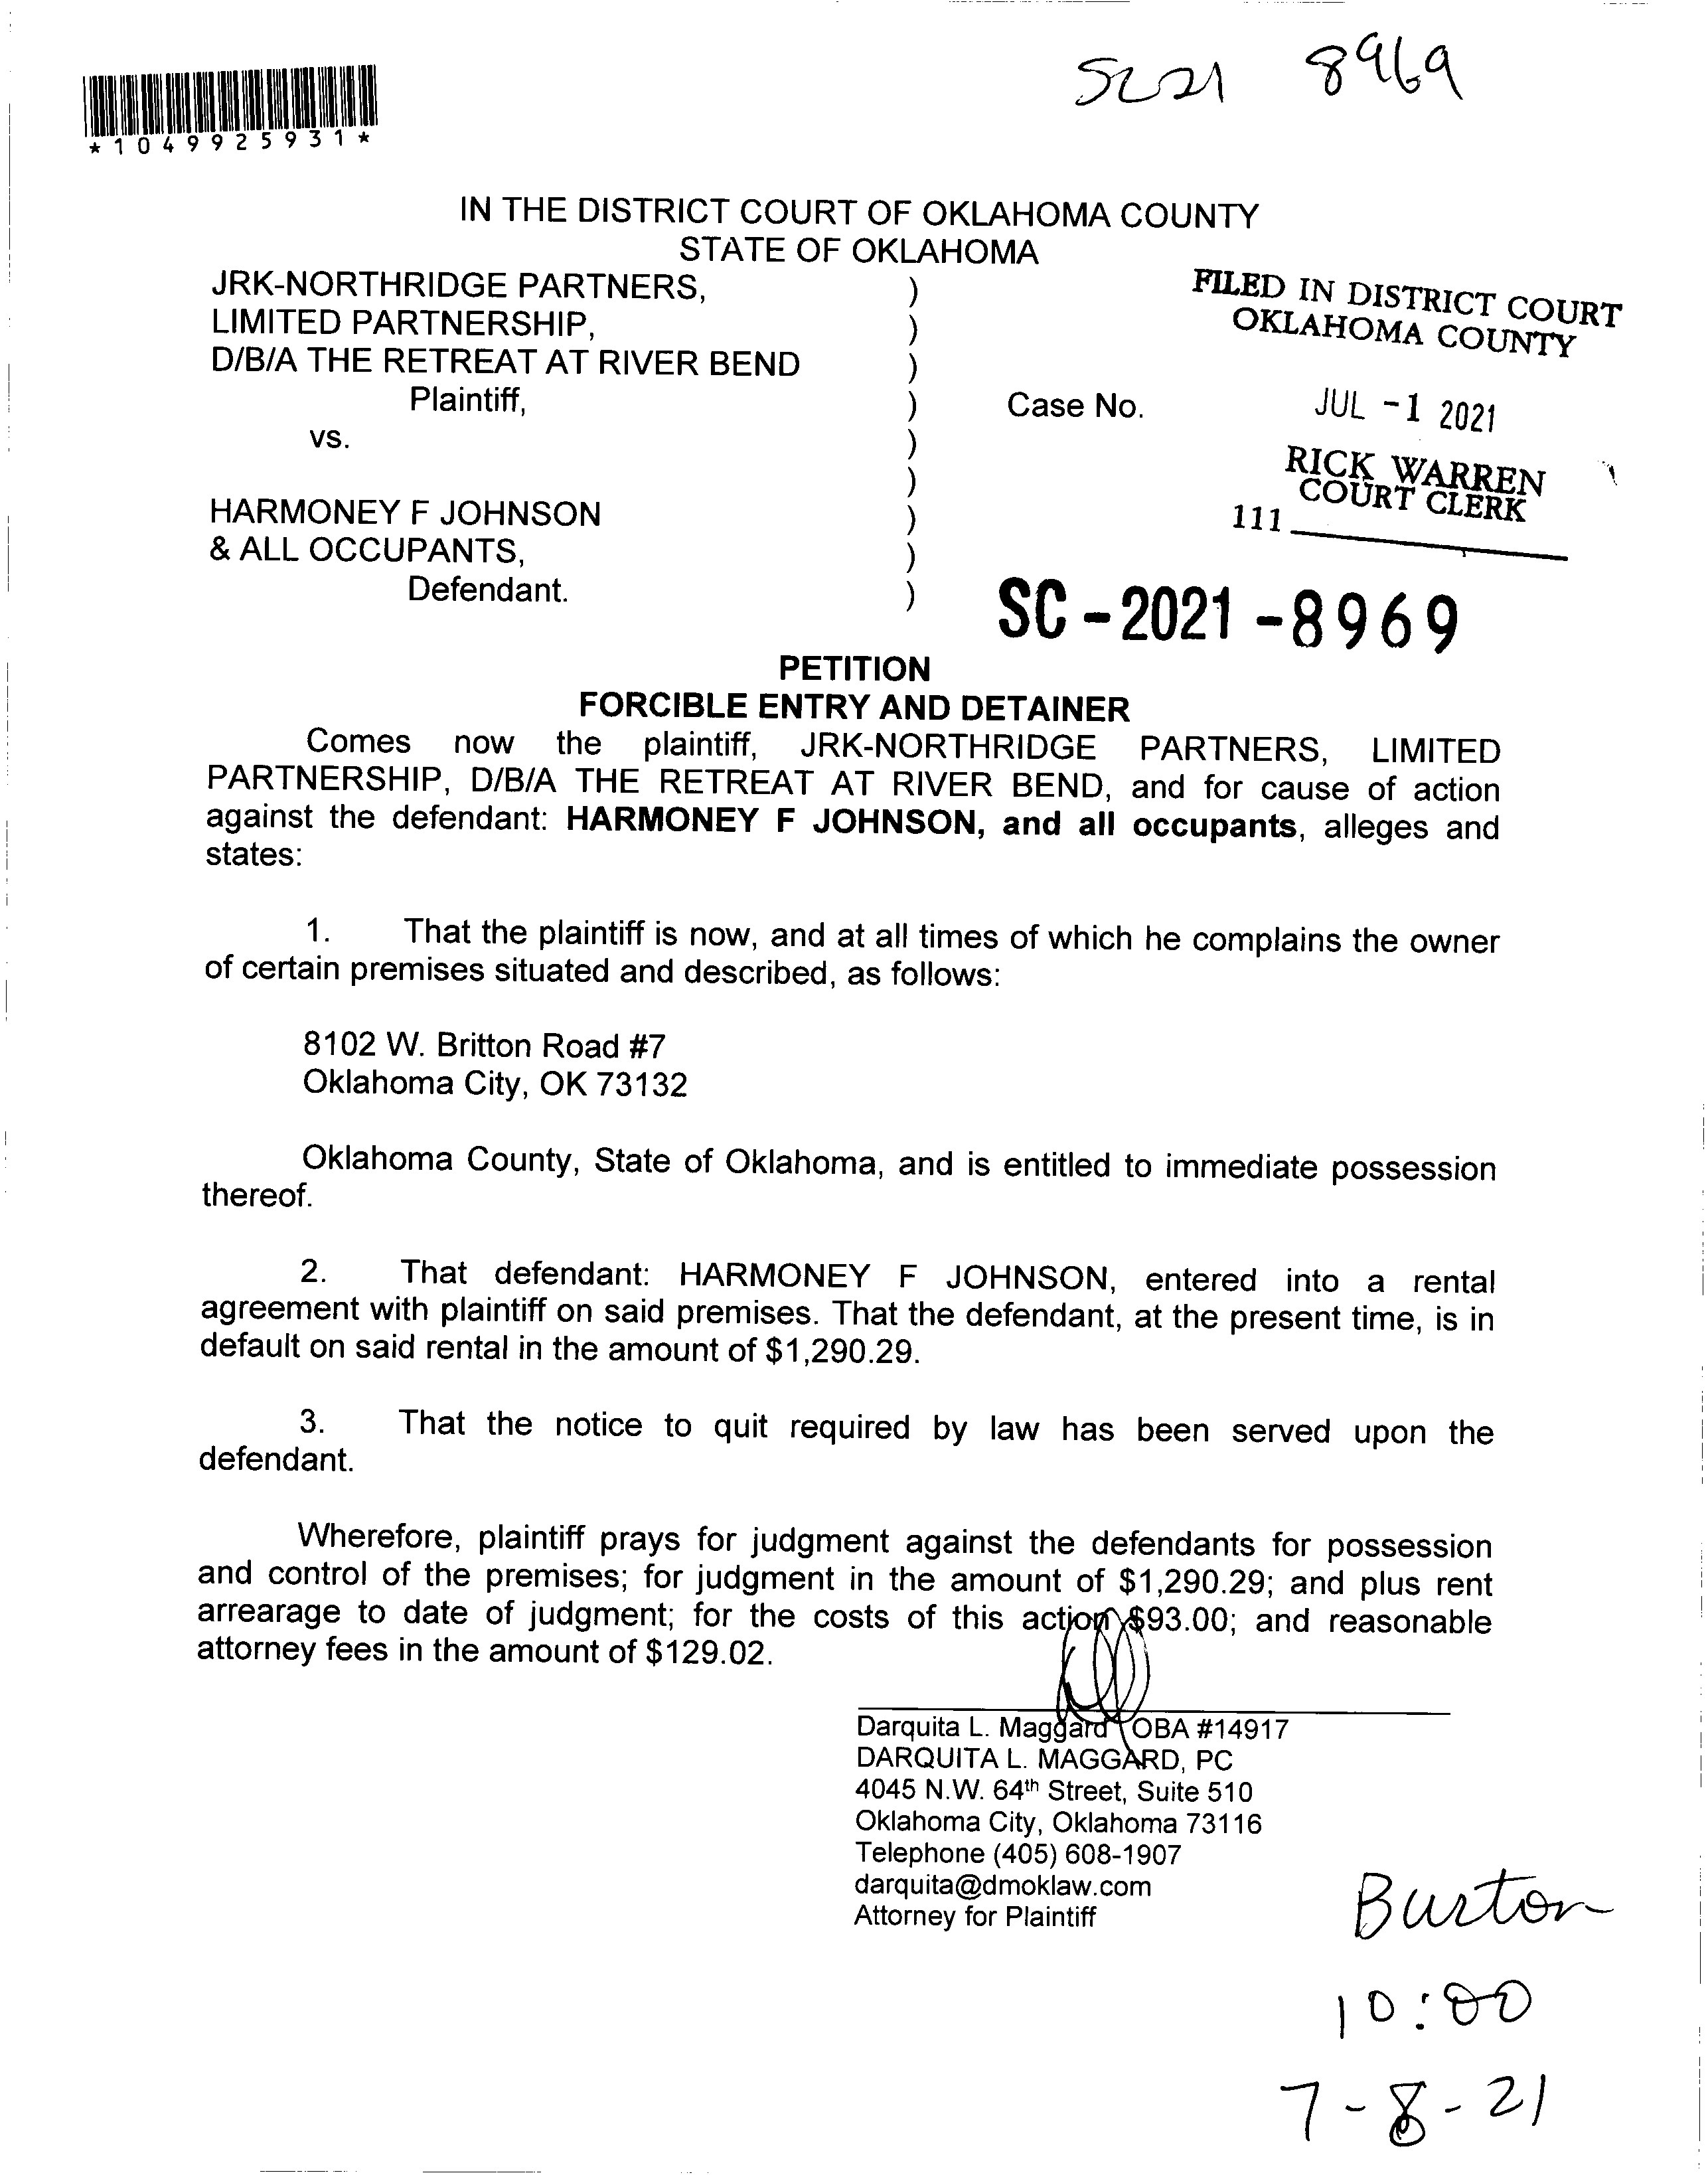 SC21 8969
*1049925931*
IN THE DISTRICT COURT OF OKLAHOMA COUNTY
STATE OF OKLAHOMA
JRK-NORTHRIDGE PARTNERS, )
LIMITED PARTNERSHIP, )
D/B/A THE RETREAT AT RIVER BEND )
Plaintiff, ) Case No.
vs. )
)
HARMONEY F JOHNSON )
& ALL OCCUPANTS, )
Defendant. )
FILED IN DISTRICT COURT
OKLAHOMA COUNTY
JUL -1 2021
RICK WARREN
COURT CLERK
111
SC-2021-8969
PETITION
FORCIBLE ENTRY AND DETAINER
Comes now the plaintiff, JRK-NORTHRIDGE PARTNERS, LIMITED
PARTNERSHIP, D/B/A THE RETREAT AT RIVER BEND, and for cause of action
against the defendant: HARMONEY F JOHNSON, and all occupants, alleges and
states:
1. That the plaintiff is now, and at all times of which he complains the owner
of certain premises situated and described, as follows:
8102 W. Britton Road #7
Oklahoma City, OK 73132
Oklahoma County, State of Oklahoma, and is entitled to immediate possession
thereof.
2. That defendant: HARMONEY F JOHNSON, entered into a rental
agreement with plaintiff on said premises. That the defendant, at the present time, is in
default on said rental in the amount of $1,290.29.
3. That the notice to quit required by law has been served upon the
defendant.
Wherefore, plaintiff prays for judgment against the defendants for possession
and control of the premises; for judgment in the amount of $1,290.29; and plus rent
arrearage to date of judgment; for the costs of this action $93.00; and reasonable
attorney fees in the amount of $129.02.
Darquita L. Maggard OBA #14917
DARQUITA L. MAGGARD, PC
4045 N.W. 64th Street, Suite 510
Oklahoma City, Oklahoma 73116
Telephone (405) 608-1907
darquita@dmoklaw.com
Attorney for Plaintiff
Burton
10:00
7-8-21